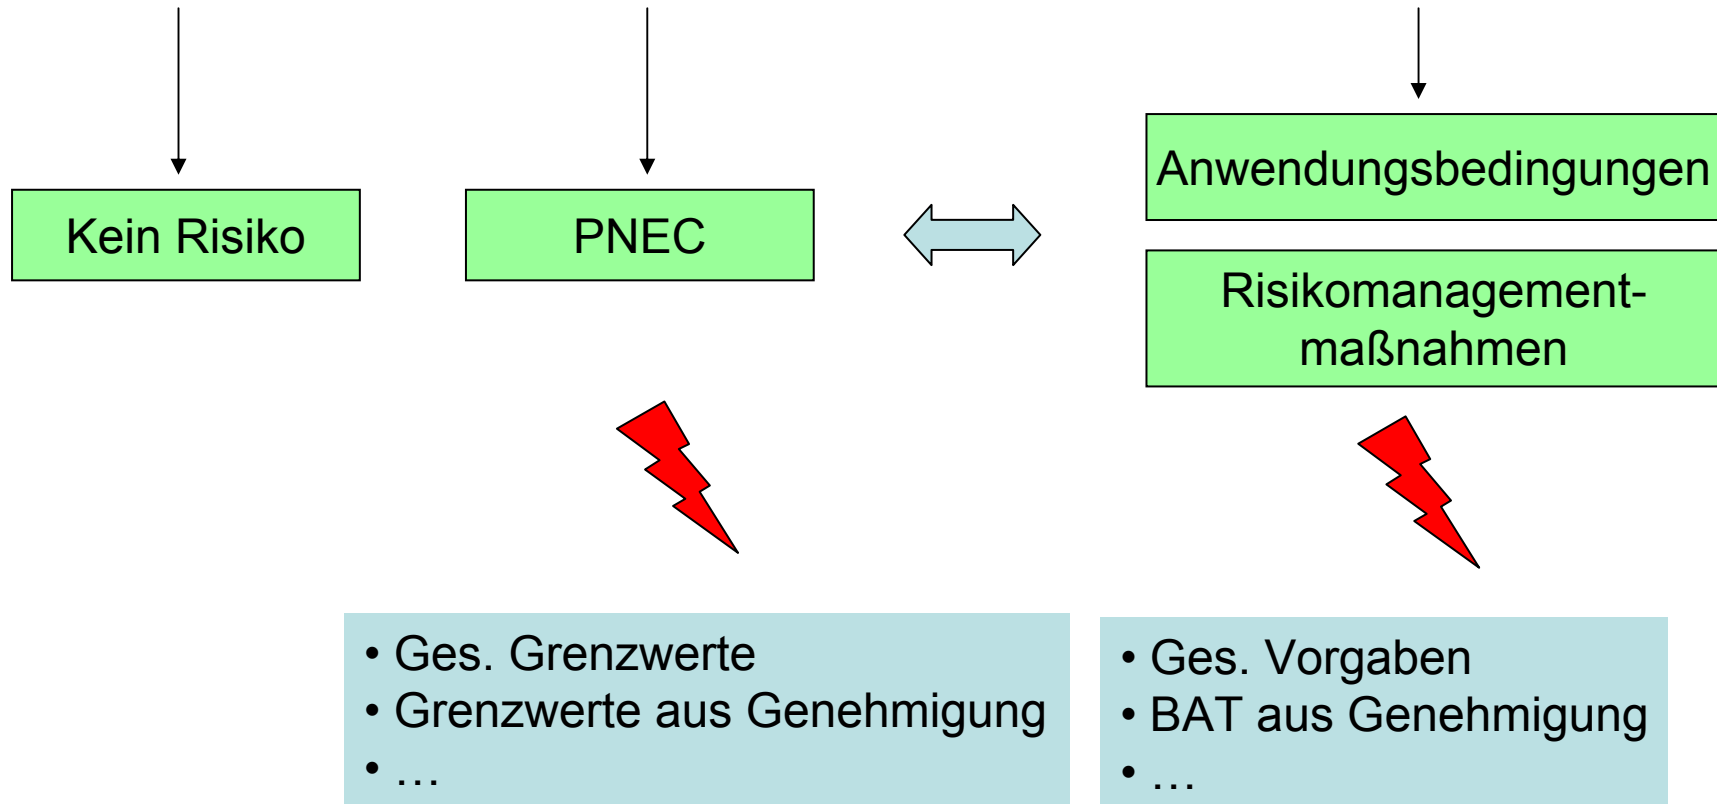 Kein Risiko
PNEC
Anwendungsbedingungen
Risikomanagement-
maßnahmen
• Ges. Grenzwerte
• Grenzwerte aus Genehmigung
• …
• Ges. Vorgaben
• BAT aus Genehmigung
• …